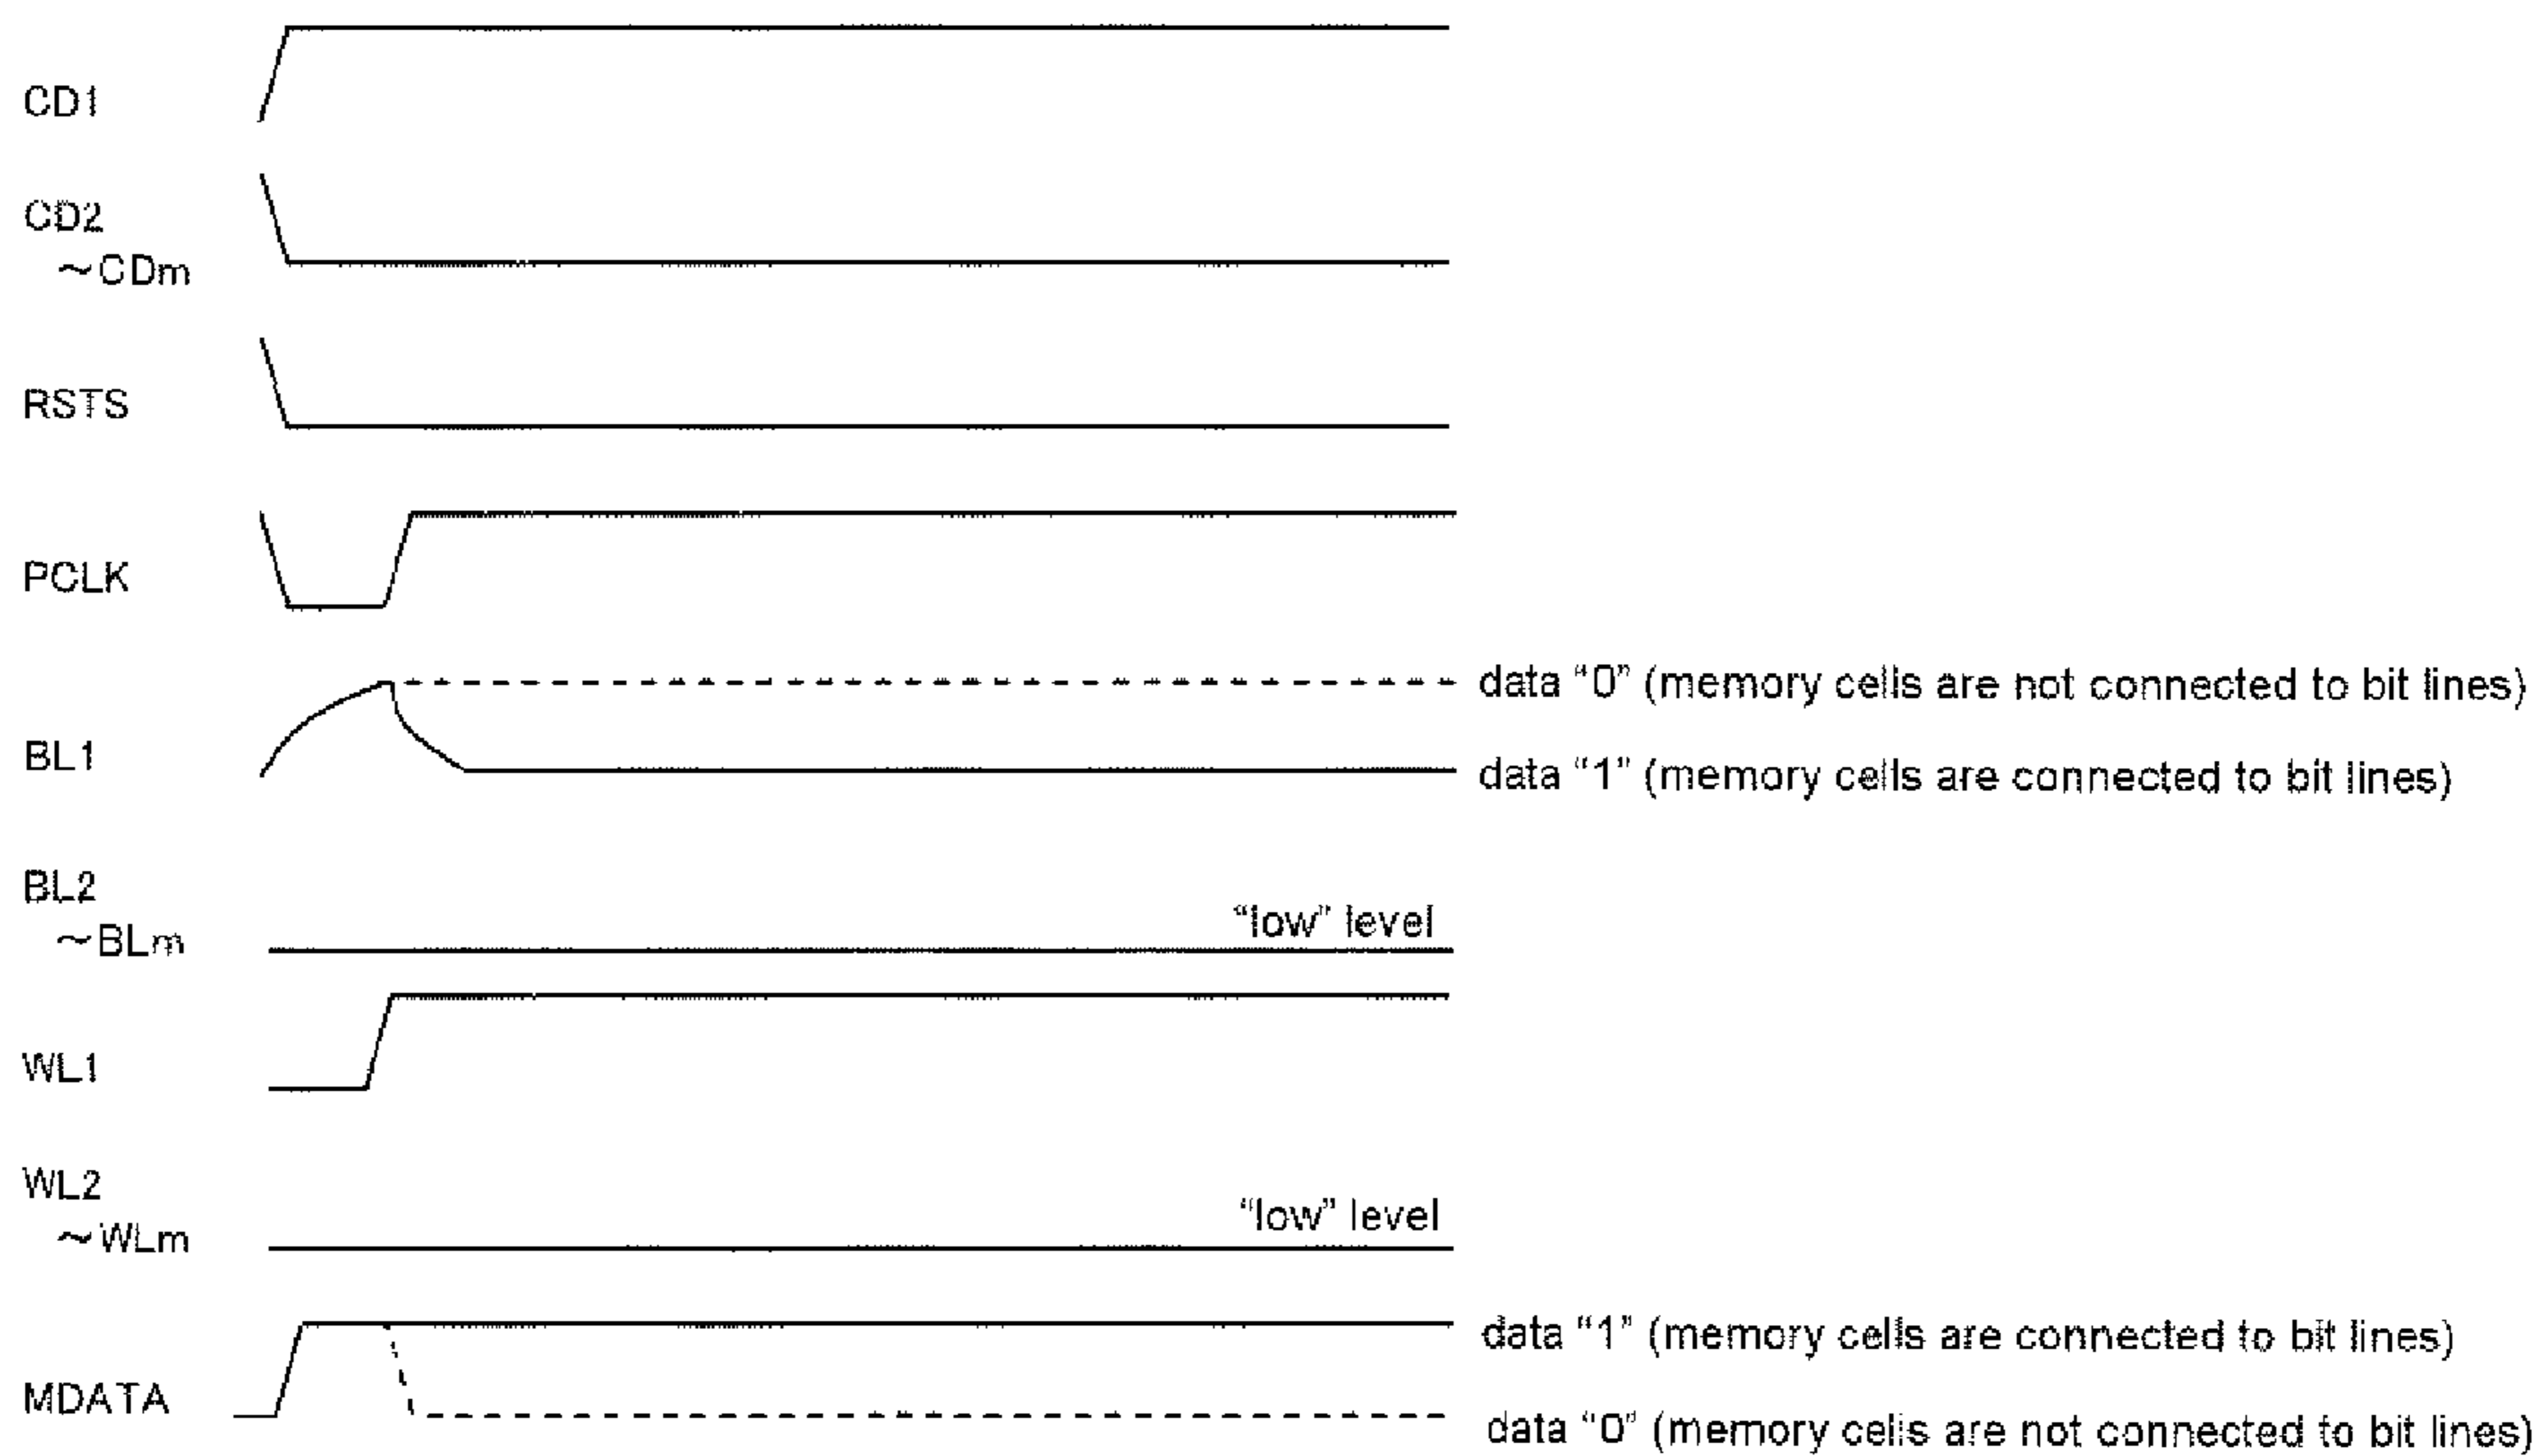 CD1
CD2
~CDm
RSTS
PCLK
data “0” (memory cells are not connected to bit lines)
BL1
data “1” (memory cells are connected to bit lines)
BL2
~BLm
“low” level
WL1
WL2
~WLm
“low” level
data “1” (memory cells are connected to bit lines)
MDATA
data “0” (memory cells are not connected to bit lines)